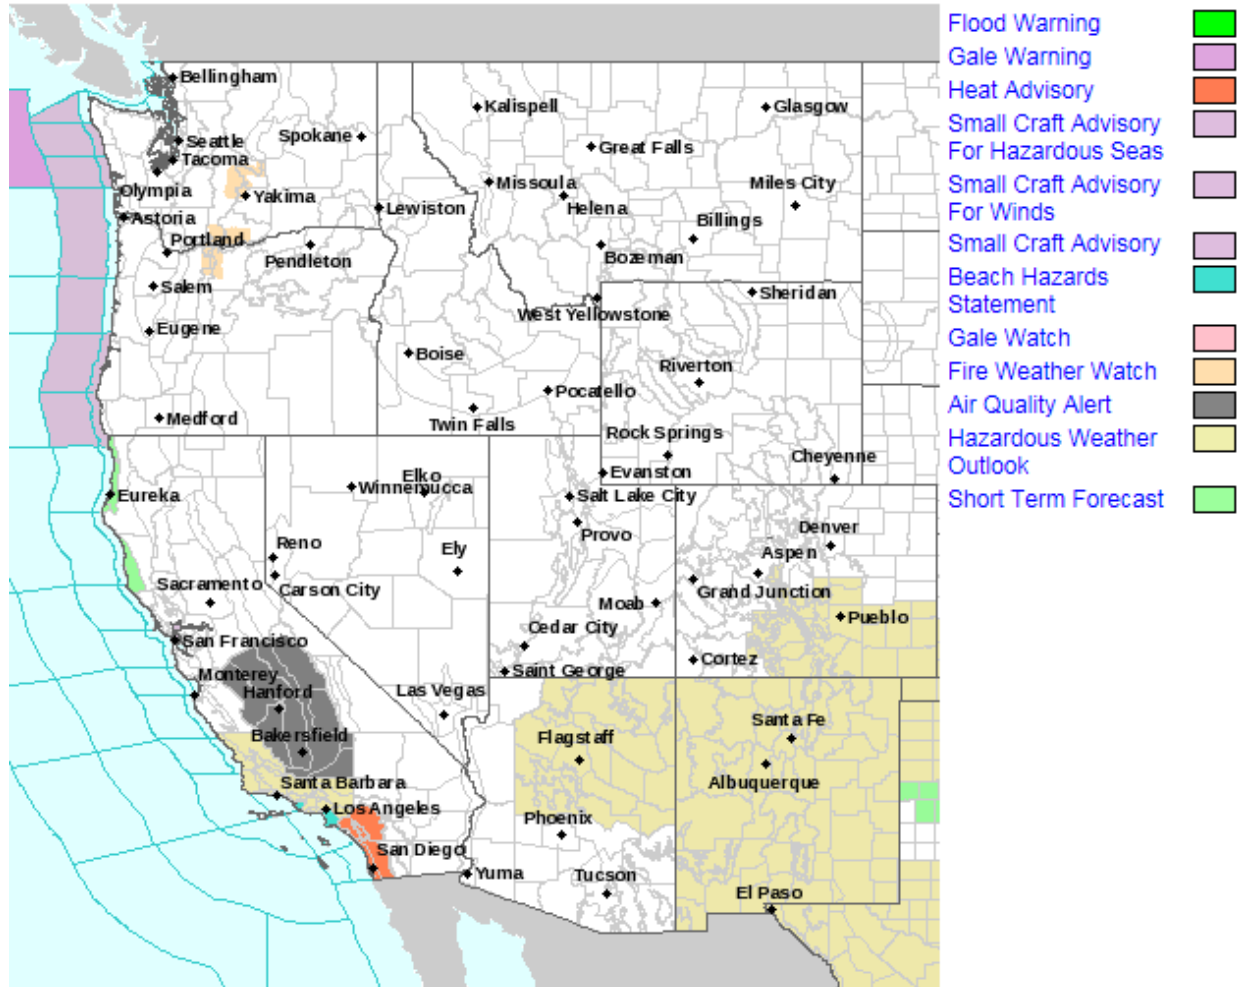 Bellingham
Seattle
Tacoma
Olympia
Spokane
Yakima
Astoria
Portland
Pendleton
Salem
Eugene
Medford
Kalispell
Glasgow
Great Falls
Missoula
Helena
Miles City
Lewiston
Billings
Bozeman
West Yellowstone
Sheridan
Boise
Riverton
Pocatello
Twin Falls
Rock Springs
Cheyenne
Evanston
Eureka
Winnemucca
Elko
Salt Lake City
Provo
Reno
Ely
Carson City
Sacramento
Denver
Aspen
Grand Junction
Moab
Pueblo
San Francisco
Cedar City
Cortez
Saint George
Monterey
Hanford
Las Vegas
Bakersfield
Flagstaff
Santa Fe
Albuquerque
Santa Barbara
Los Angeles
Phoenix
San Diego
Yuma
Tucson
El Paso
Flood Warning
Gale Warning
Heat Advisory
Small Craft Advisory
For Hazardous Seas
Small Craft Advisory
For Winds
Small Craft Advisory
Beach Hazards
Statement
Gale Watch
Fire Weather Watch
Air Quality Alert
Hazardous Weather
Outlook
Short Term Forecast